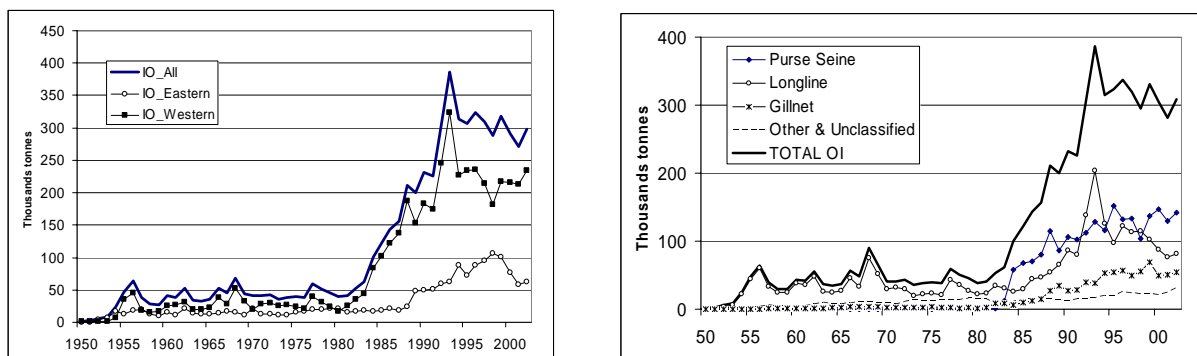 450
400
350
300
250
200
150
100
50
0
Thousands tonnes
IO_All
IO_Eastern
IO_Western
1950 1955 1960 1965 1970 1975 1980 1985 1990 1995 2000
400
300
200
100
0
Thousands tonnes
Purse Seine
Longline
Gillnet
Other & Unclassified
TOTAL OI
50 55 60 65 70 75 80 85 90 95 00